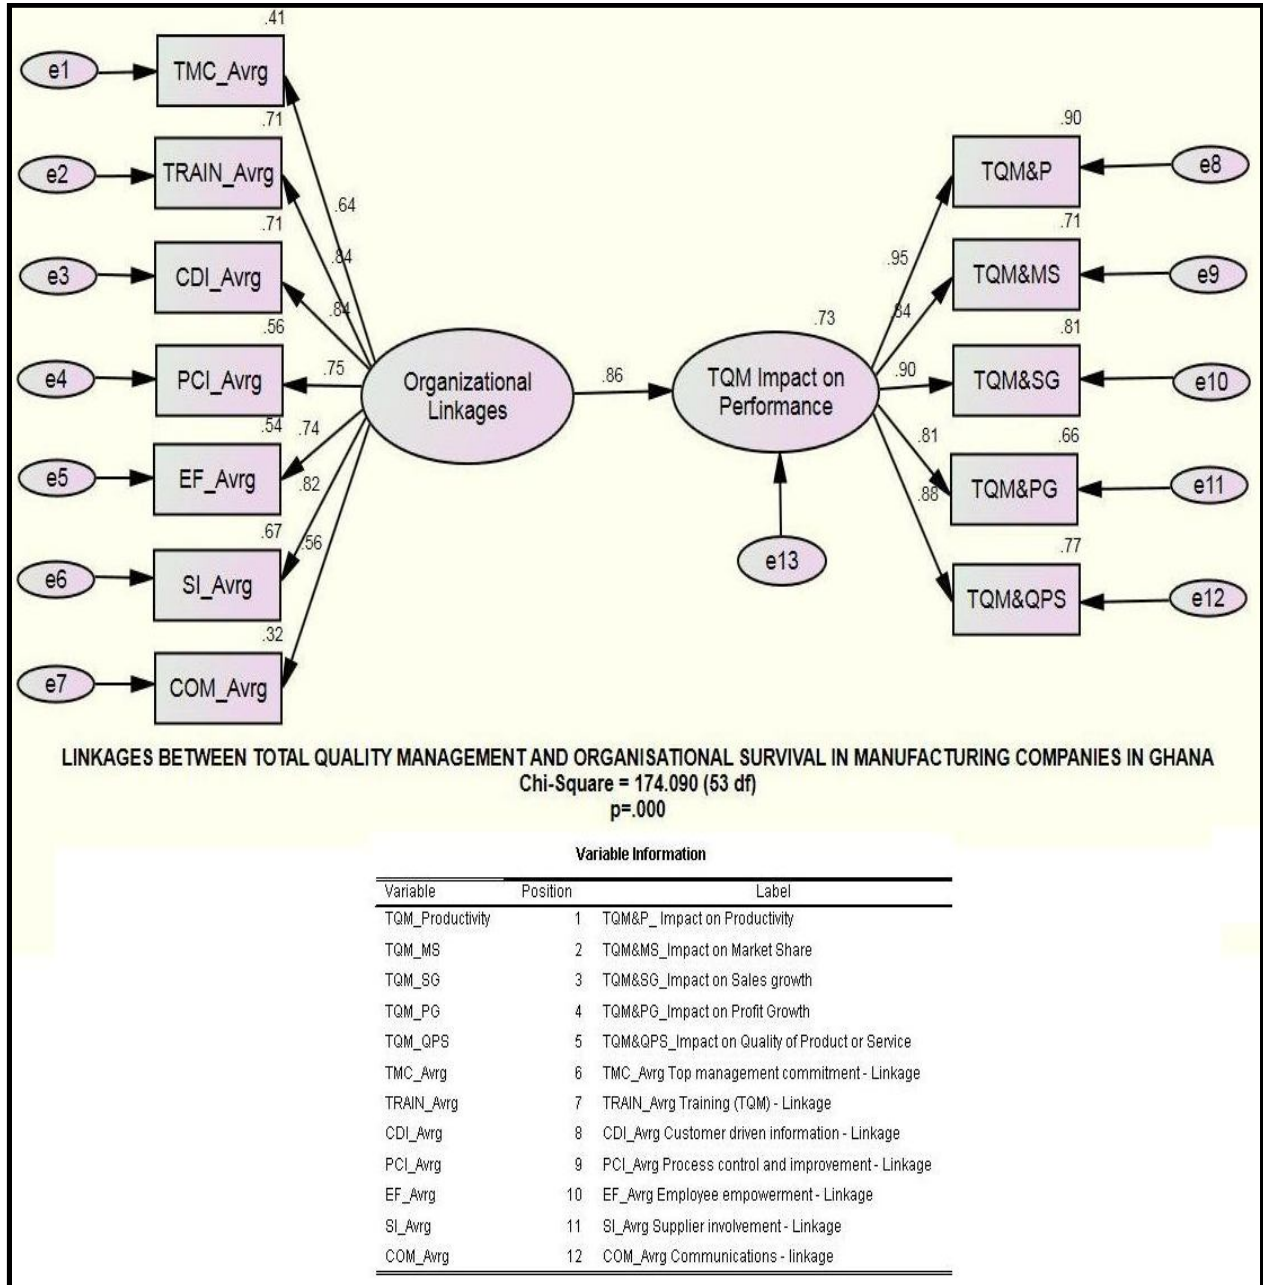 .41
e1 TMC_Avrg
.71
e2 TRAIN_Avrg
.71
e3 CDI_Avrg
.56
e4 PCI_Avrg
.54
e5 EF_Avrg
.67
e6 SI_Avrg
.32
e7 COM_Avrg
.64
.84
.84
.75
.74
.82
.56
Organizational
Linkages
.86
.73
TQM Impact on
Performance
e13
.95
.84
.90
.81
.88
.90
TQM&P e8
.71
TQM&MS e9
.81
TQM&SG e10
.66
TQM&PG e11
.77
TQM&QPS e12
LINKAGES BETWEEN TOTAL QUALITY MANAGEMENT AND ORGANISATIONAL SURVIVAL IN MANUFACTURING COMPANIES IN GHANA
Chi-Square = 174.090 (53 df)
p=.000
Variable Information
Variable Position Label
TQM_Productivity 1 TQM&P_ Impact on Productivity
TQM_MS 2 TQM&MS_Impact on Market Share
TQM_SG 3 TQM&SG_Impact on Sales growth
TQM_PG 4 TQM&PG_Impact on Profit Growth
TQM_QPS 5 TQM&QPS_Impact on Quality of Product or Service
TMC_Avrg 6 TMC_Avrg Top management commitment - Linkage
TRAIN_Avrg 7 TRAIN_Avrg Training (TQM) - Linkage
CDI_Avrg 8 CDI_Avrg Customer driven information - Linkage
PCI_Avrg 9 PCI_Avrg Process control and improvement - Linkage
EF_Avrg 10 EF_Avrg Employee empowerment - Linkage
SI_Avrg 11 SI_Avrg Supplier involvement - Linkage
COM_Avrg 12 COM_Avrg Communications - linkage